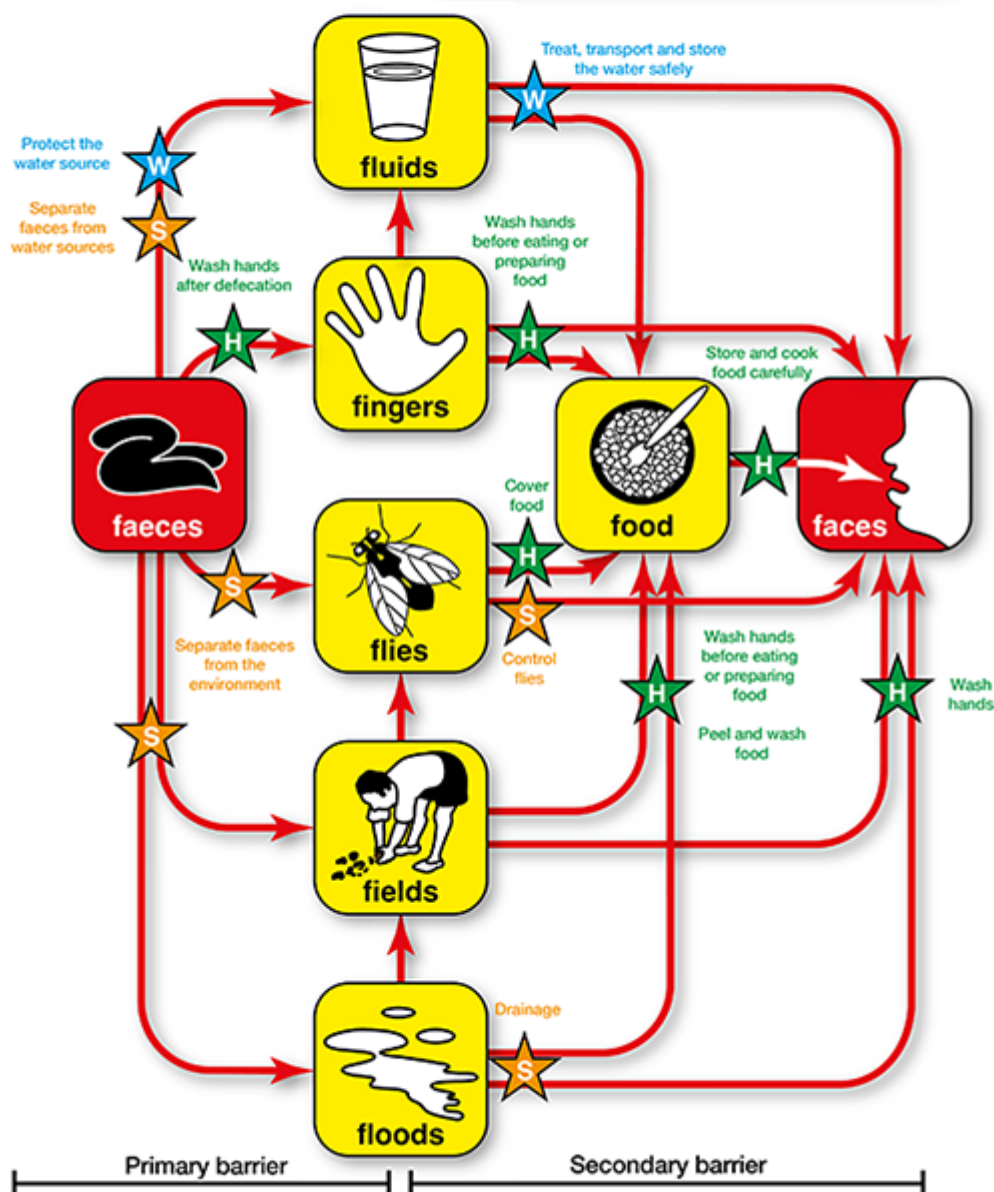 Treat, transport and store
the water safely
W
fluids
Protect the
water source
W
Separate
faeces from
water sources
S
Wash hands
before eating or
preparing
food
Wash hands
after defecation
H
H
fingers
Store and cook
food carefully
H
faeces
food
faces
Cover
food
H
S
flies
S
Control
flies
Separate faeces
from the
environment
Wash hands
before eating
or preparing
food
H
Peel and wash
food
H
Wash
hands
S
fields
Drainage
S
floods
Primary barrier
Secondary barrier